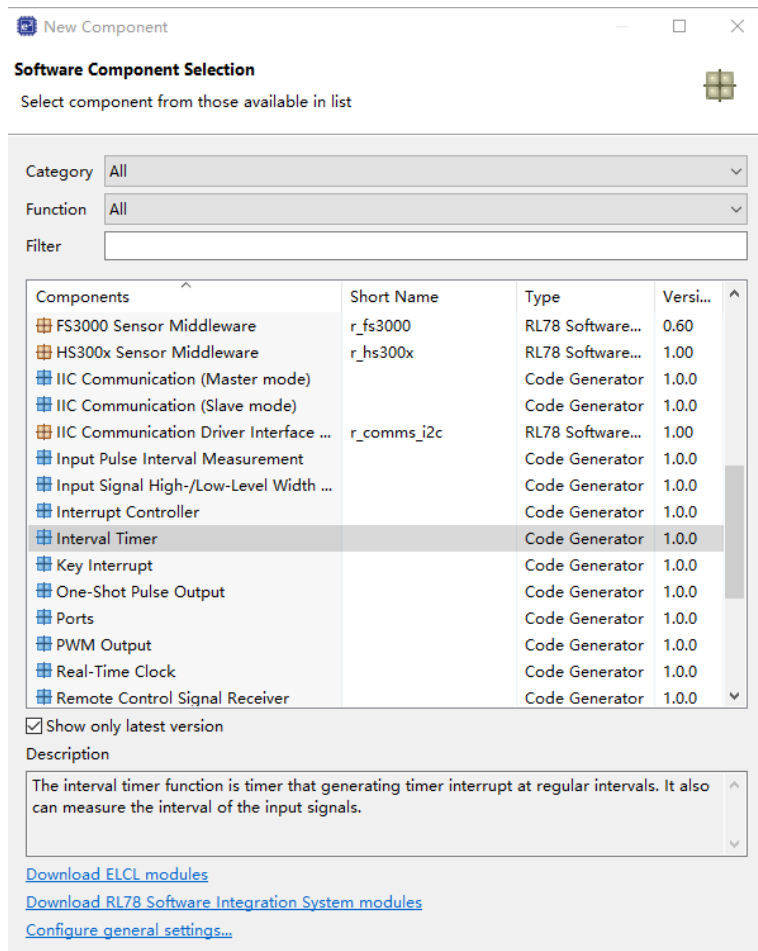 New Component
Software Component Selection
Select component from those available in list
Category All
Function All
Filter
Components Short Name Type Versi...
FS3000 Sensor Middleware r_fs3000 RL78 Software... 0.60
HS300x Sensor Middleware r_hs300x RL78 Software... 1.00
IIC Communication (Master mode) Code Generator 1.0.0
IIC Communication (Slave mode) Code Generator 1.0.0
IIC Communication Driver Interface ... r_comms_i2c RL78 Software... 1.00
Input Pulse Interval Measurement Code Generator 1.0.0
Input Signal High-/Low-Level Width ... Code Generator 1.0.0
Interrupt Controller Code Generator 1.0.0
Interval Timer Code Generator 1.0.0
Key Interrupt Code Generator 1.0.0
One-Shot Pulse Output Code Generator 1.0.0
Ports Code Generator 1.0.0
PWM Output Code Generator 1.0.0
Real-Time Clock Code Generator 1.0.0
Remote Control Signal Receiver Code Generator 1.0.0
Show only latest version
Description
The interval timer function is timer that generating timer interrupt at regular intervals. It also
can measure the interval of the input signals.
Download ELCL modules
Download RL78 Software Integration System modules
Configure general settings...